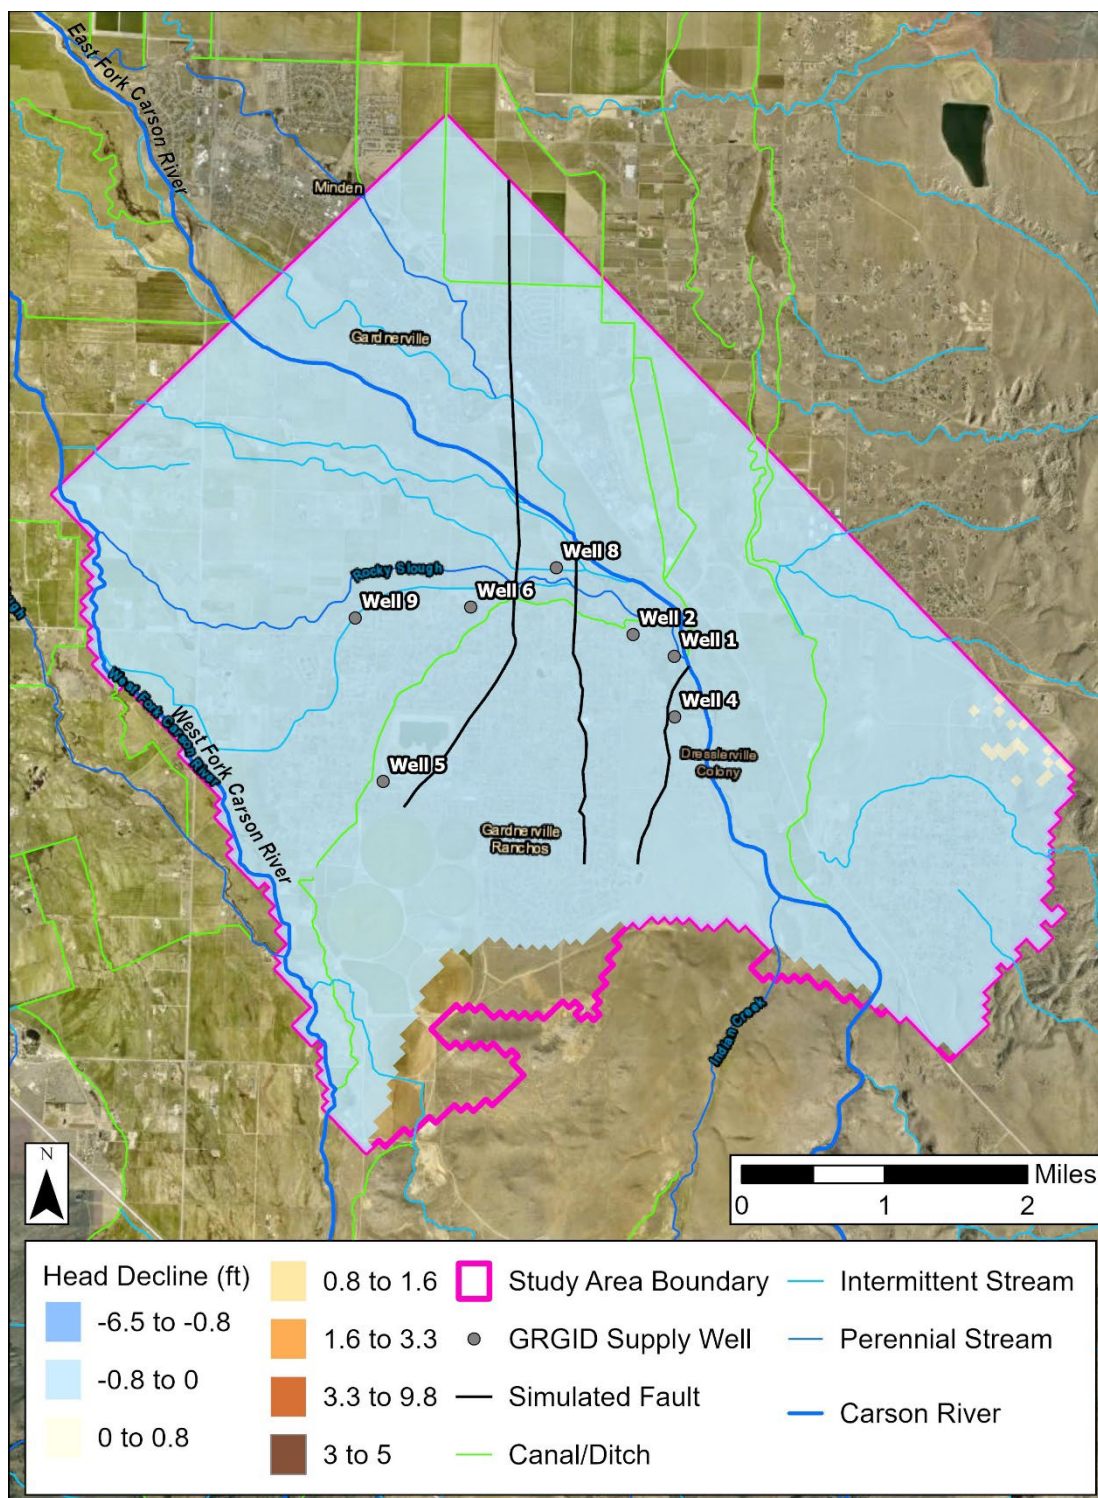 East Fork Carson River
Minden
Gardnerville
Well 8
Rocky Slough
Well 6
Well 9
Well 2
Well 1
Well 4
ough
West Fork Carson River
West Fork Carson River
Dresslerville
Colony
Well 5
Gardnerville
Ranchos
Indian Creek
N
Miles
0 1 2
Head Decline (ft)
-6.5 to -0.8
-0.8 to 0
0 to 0.8
0.8 to 1.6
1.6 to 3.3
3.3 to 9.8
3 to 5
Study Area Boundary
GRGID Supply Well
Simulated Fault
Canal/Ditch
Intermittent Stream
Perennial Stream
Carson River